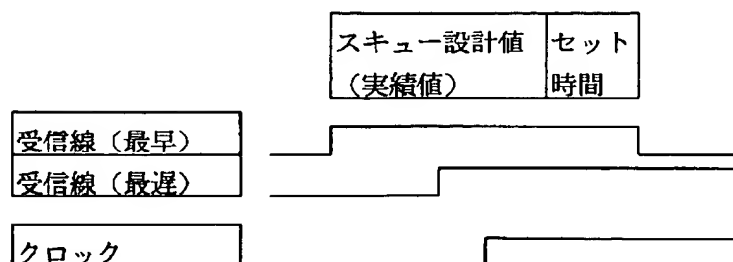 スキュー設計値 セット
（実績値） 時間
受信線（最早）
受信線（最遅）
クロック